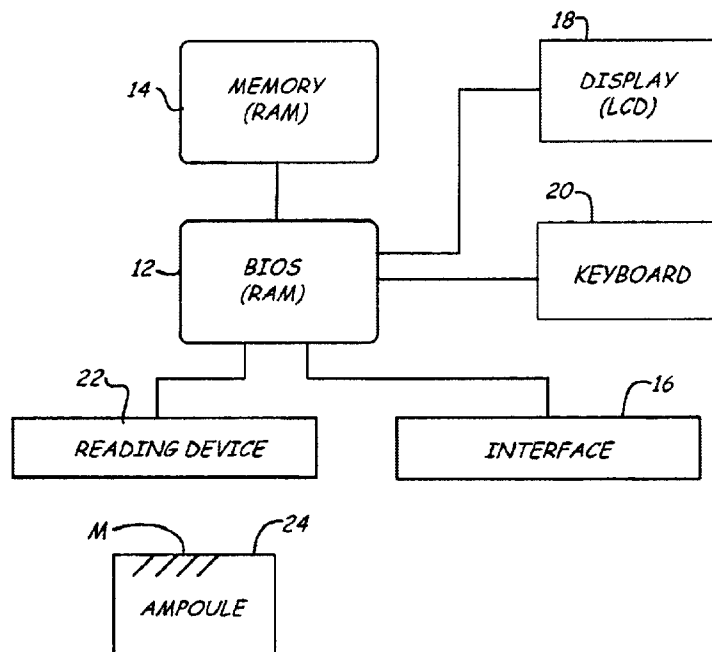 18
14
MEMORY
(RAM)
DISPLAY
(LCD)
20
12
BIOS
(RAM)
KEYBOARD
22
16
READING DEVICE
INTERFACE
M
24
AMPOULE